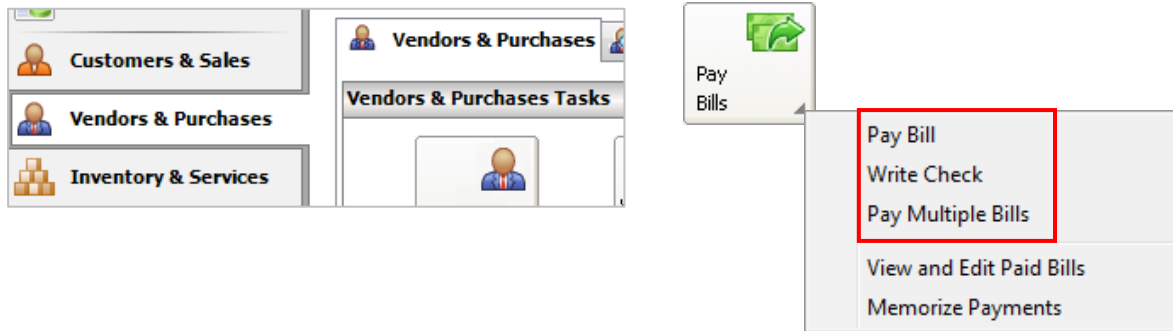 Customers & Sales
Vendors & Purchases
Inventory & Services
Vendors & Purchases
Vendors & Purchases Tasks
Pay
Bills
Pay Bill
Write Check
Pay Multiple Bills
View and Edit Paid Bills
Memorize Payments